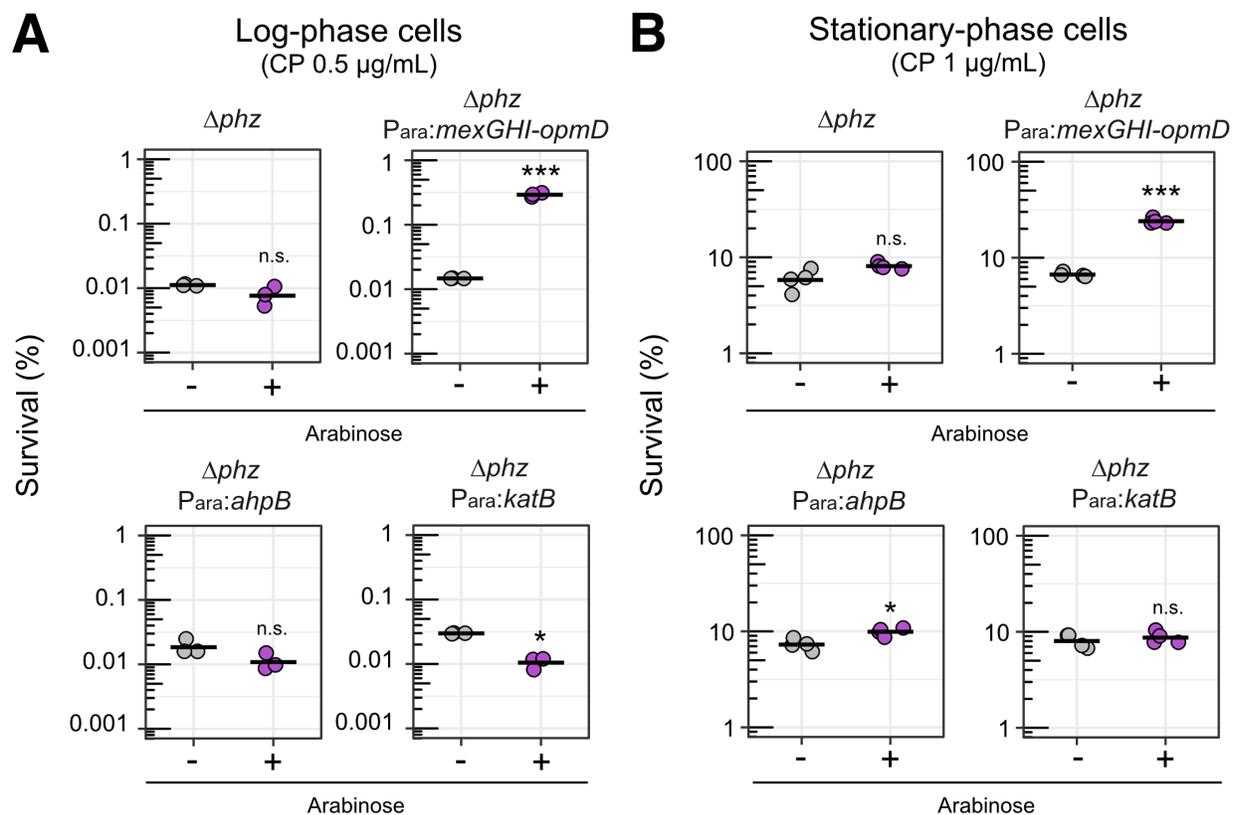 A
Log-phase cells
(CP 0.5 µg/mL)
Δphz
Δphz
Para:mexGHI-opmD
Survival (%)
1
0.1
0.01
0.001
n.s.
-
+
1
0.1
0.01
0.001
***
-
+
Arabinose
Δphz
Para:ahpB
Δphz
Para:katB
1
0.1
0.01
0.001
n.s.
-
+
1
0.1
0.01
0.001
*
-
+
Arabinose
B
Stationary-phase cells
(CP 1 µg/mL)
Δphz
Δphz
Para:mexGHI-opmD
Survival (%)
100
10
1
n.s.
-
+
100
10
1
***
-
+
Arabinose
Δphz
Para:ahpB
Δphz
Para:katB
100
10
1
*
-
+
100
10
1
n.s.
-
+
Arabinose